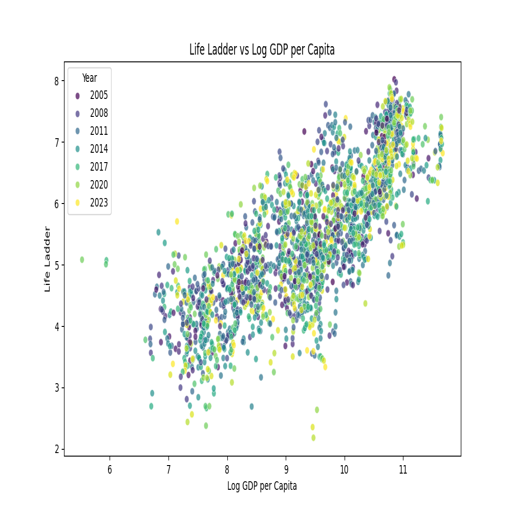 Life Ladder vs Log GDP per Capita
Year
2005
2008
2011
2014
2017
2020
2023
8
7
6
5
4
3
2
Life Ladder
6 7 8 9 10 11
Log GDP per Capita